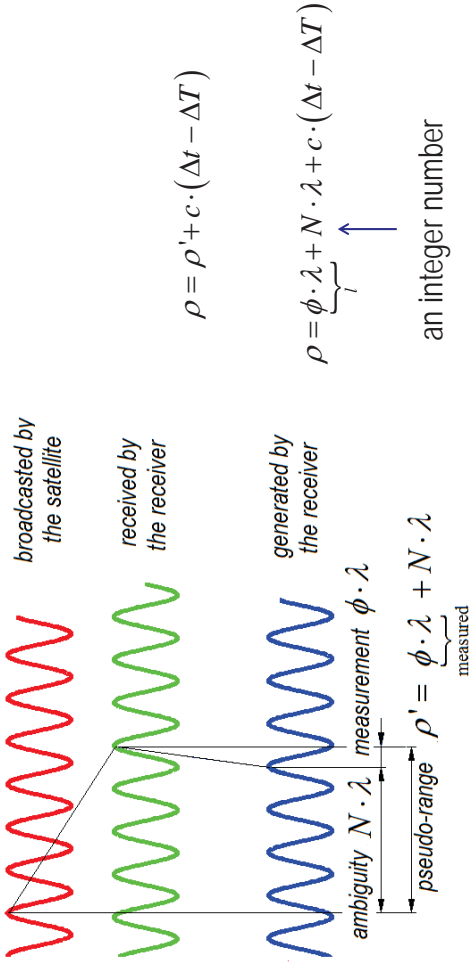 broadcasted by
the satellite
received by
the receiver
generated by
the receiver
ambiguity N · λ
measurement ϕ · λ
pseudo-range ρ' = ϕ · λ + N · λ
measured
ρ = ρ' + c · (Δt − ΔT)
ρ = ϕ · λ + N · λ + c · (Δt − ΔT)
l
an integer number